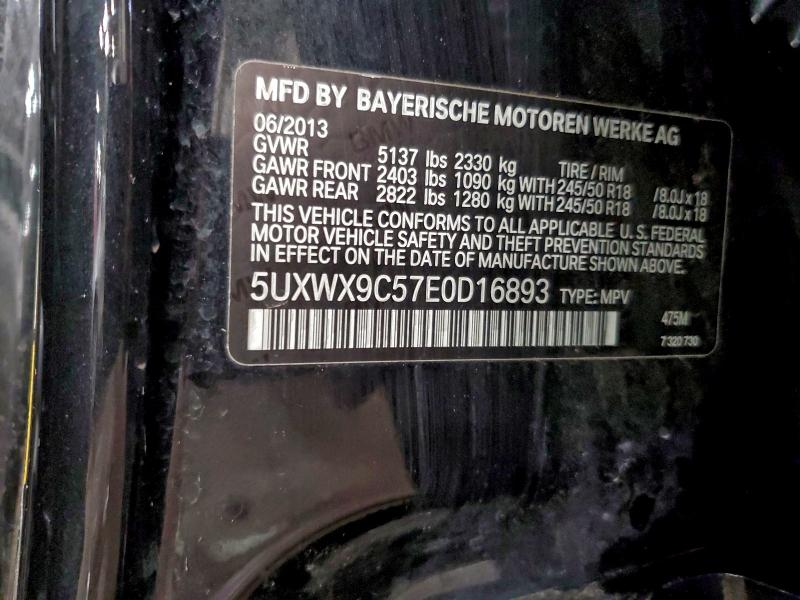 MFD BY BAYERISCHE MOTOREN WERKE AG
06/2013
GVWR 5137 lbs 2330 kg TIRE / RIM
GAWR FRONT 2403 lbs 1090 kg WITH 245/50 R18 /8.0J x 18
GAWR REAR 2822 lbs 1280 kg WITH 245/50 R18 /8.0J x 18
THIS VEHICLE CONFORMS TO ALL APPLICABLE U. S. FEDERAL
MOTOR VEHICLE SAFETY AND THEFT PREVENTION STANDARDS
IN EFFECT ON THE DATE OF MANUFACTURE SHOWN ABOVE.
5UXWX9C57E0D16893 TYPE: MPV
475M
7 320 730